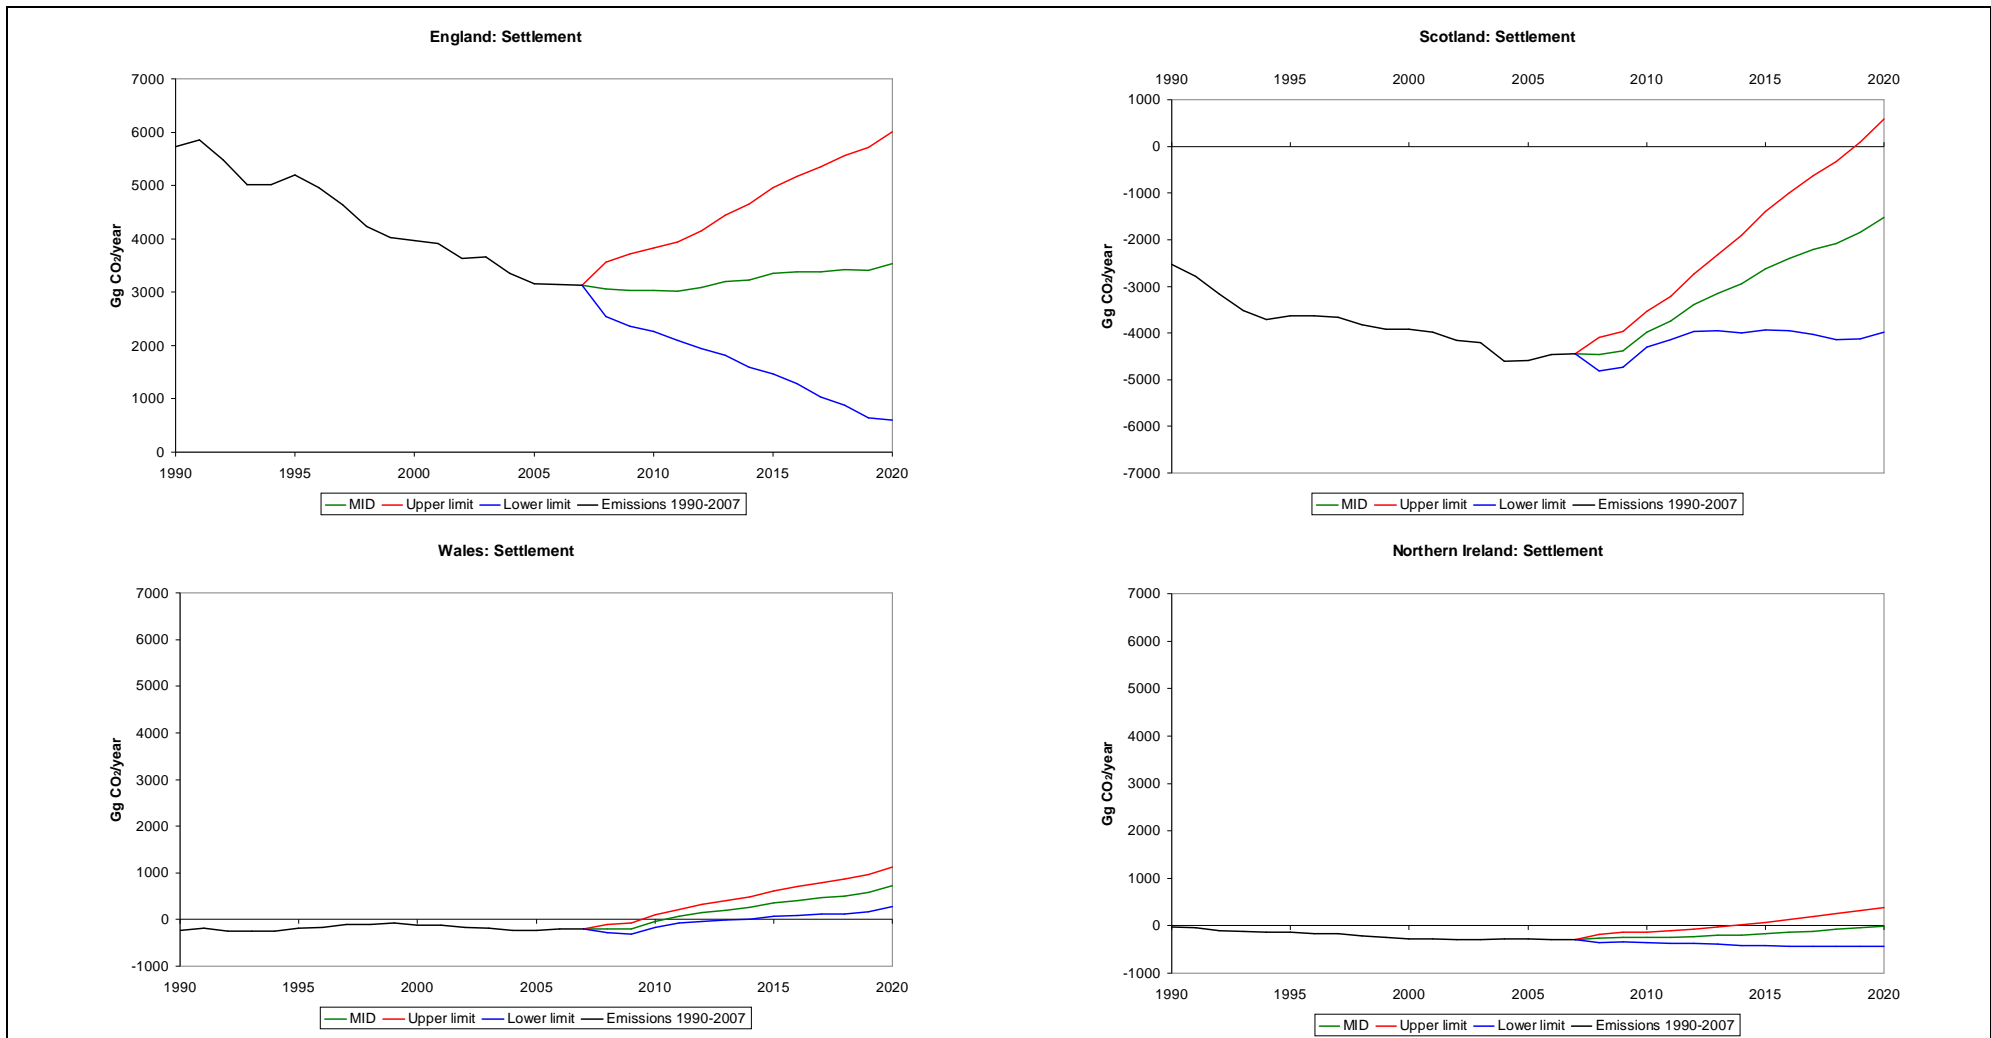 England: Settlement
7000
6000
5000
4000
3000
2000
1000
0
Gg CO2/year
1990 1995 2000 2005 2010 2015 2020
MID Upper limit Lower limit Emissions 1990-2007
Scotland: Settlement
1990 1995 2000 2005 2010 2015 2020
1000
0
-1000
-2000
-3000
-4000
-5000
-6000
-7000
Gg CO2/year
MID Upper limit Lower limit Emissions 1990-2007
Wales: Settlement
7000
6000
5000
4000
3000
2000
1000
0
-1000
Gg CO2/year
1990 1995 2000 2005 2010 2015 2020
MID Upper limit Lower limit Emissions 1990-2007
Northern Ireland: Settlement
7000
6000
5000
4000
3000
2000
1000
0
-1000
Gg CO2/year
1990 1995 2000 2005 2010 2015 2020
MID Upper limit Lower limit Emissions 1990-2007